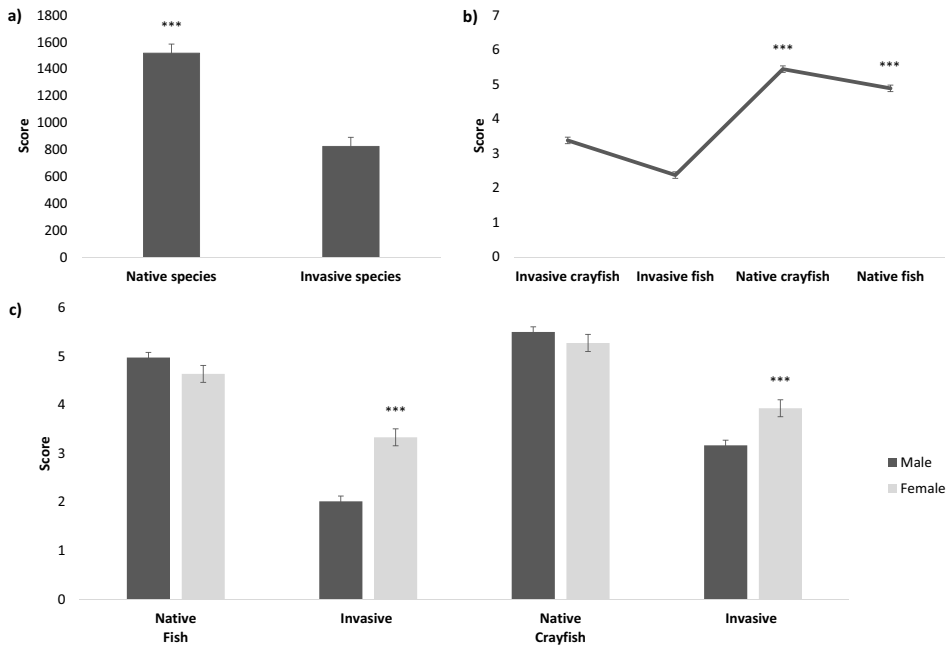 a)
1800
1600
1400
1200
1000
800
600
400
200
0
Score
***
Native species
Invasive species
b)
7
6
5
4
3
2
1
0
Score
***
***
Invasive crayfish
Invasive fish
Native crayfish
Native fish
c)
6
5
4
3
2
1
0
Score
***
***
Native
Invasive
Native
Invasive
Fish
Crayfish
Male
Female